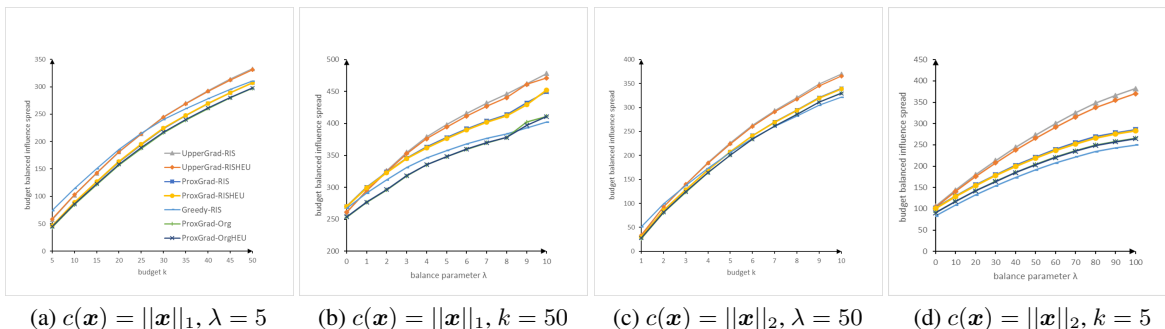 350
300
250
200
150
100
50
0
budget balanced influence spread
5 10 15 20 25 30 35 40 45 50
budget k
UpperGrad-RIS
UpperGrad-RISHEU
ProxGrad-RIS
ProxGrad-RISHEU
Greedy-RIS
ProxGrad-Org
ProxGrad-OrgHEU
(a) c(x) = ||x||₁, λ = 5
500
450
400
350
300
250
200
budget balanced influence spread
0 1 2 3 4 5 6 7 8 9 10
balance parameter λ
(b) c(x) = ||x||₁, k = 50
400
350
300
250
200
150
100
50
0
budget balanced influence spread
1 2 3 4 5 6 7 8 9 10
budget k
(c) c(x) = ||x||₂, λ = 50
450
400
350
300
250
200
150
100
50
0
budget balanced influence spread
0 10 20 30 40 50 60 70 80 90 100
balance parameter λ
(d) c(x) = ||x||₂, k = 5